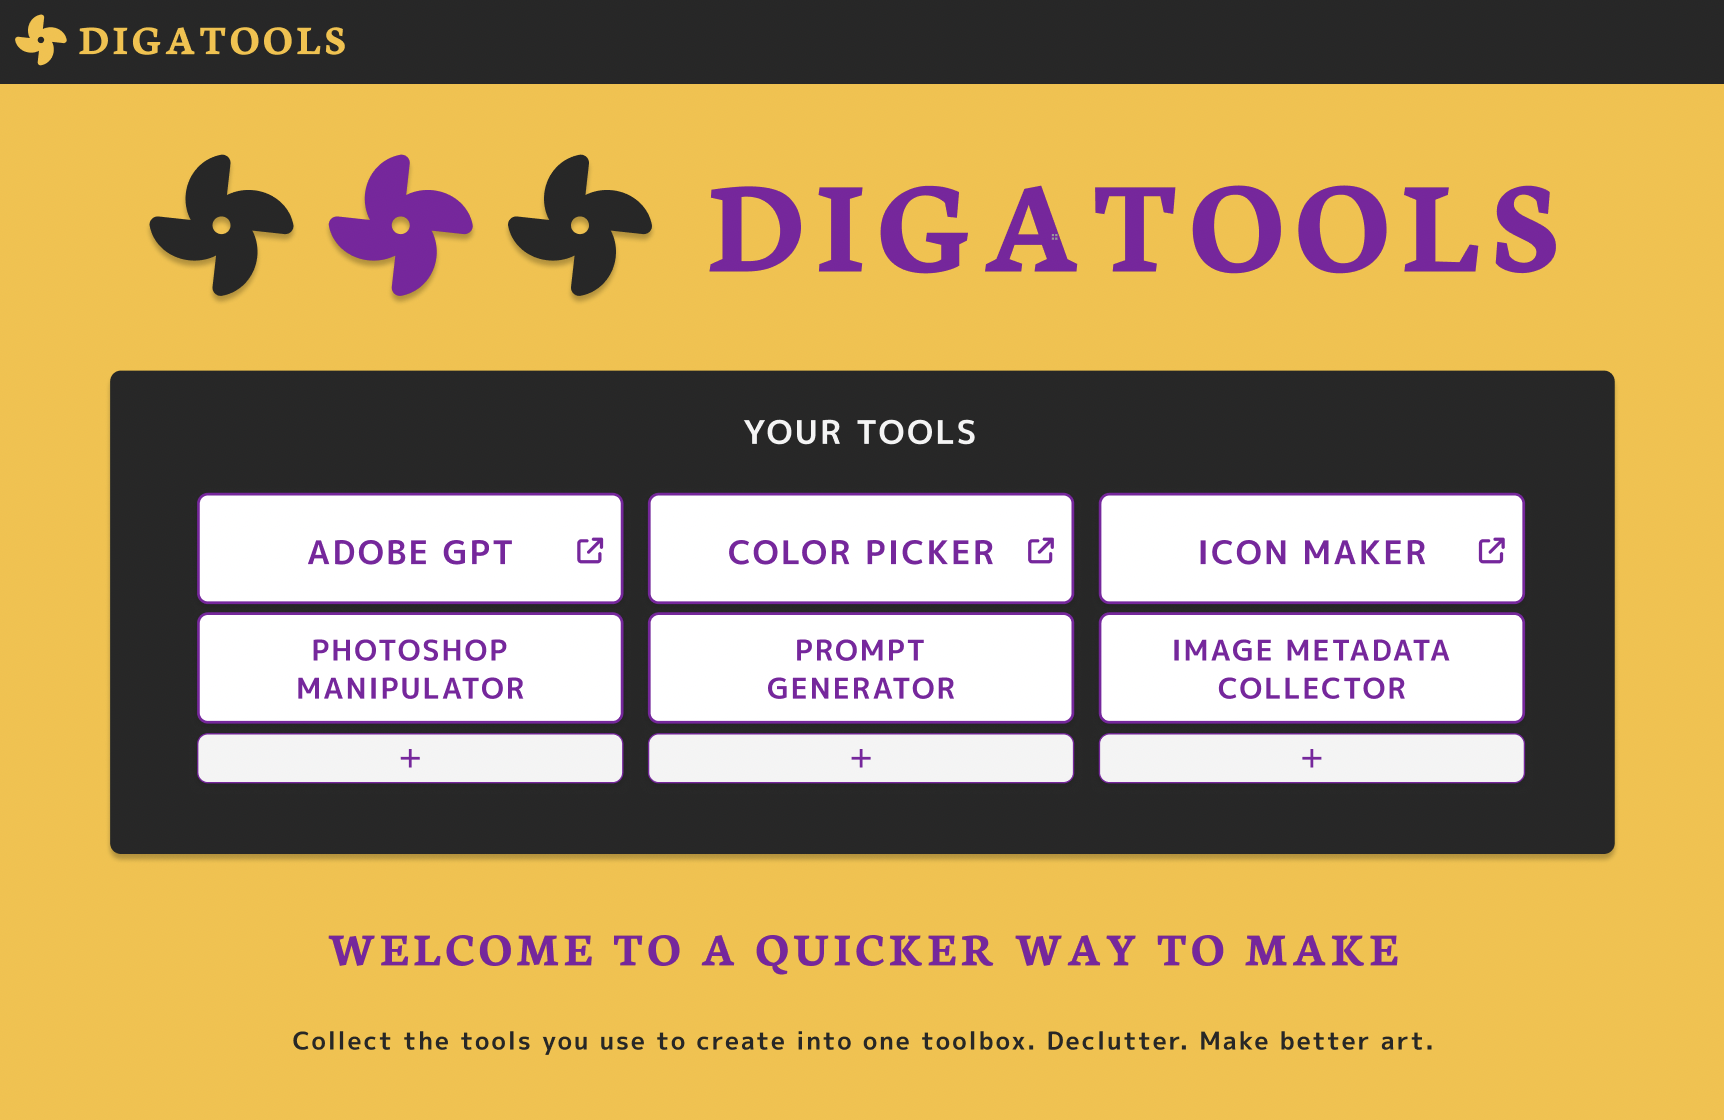 DIGATOOLS
DIGATOOLS
YOUR TOOLS
ADOBE GPT
COLOR PICKER
ICON MAKER
PHOTOSHOP
MANIPULATOR
PROMPT
GENERATOR
IMAGE METADATA
COLLECTOR
+
+
+
WELCOME TO A QUICKER WAY TO MAKE
Collect the tools you use to create into one toolbox. Declutter. Make better art.